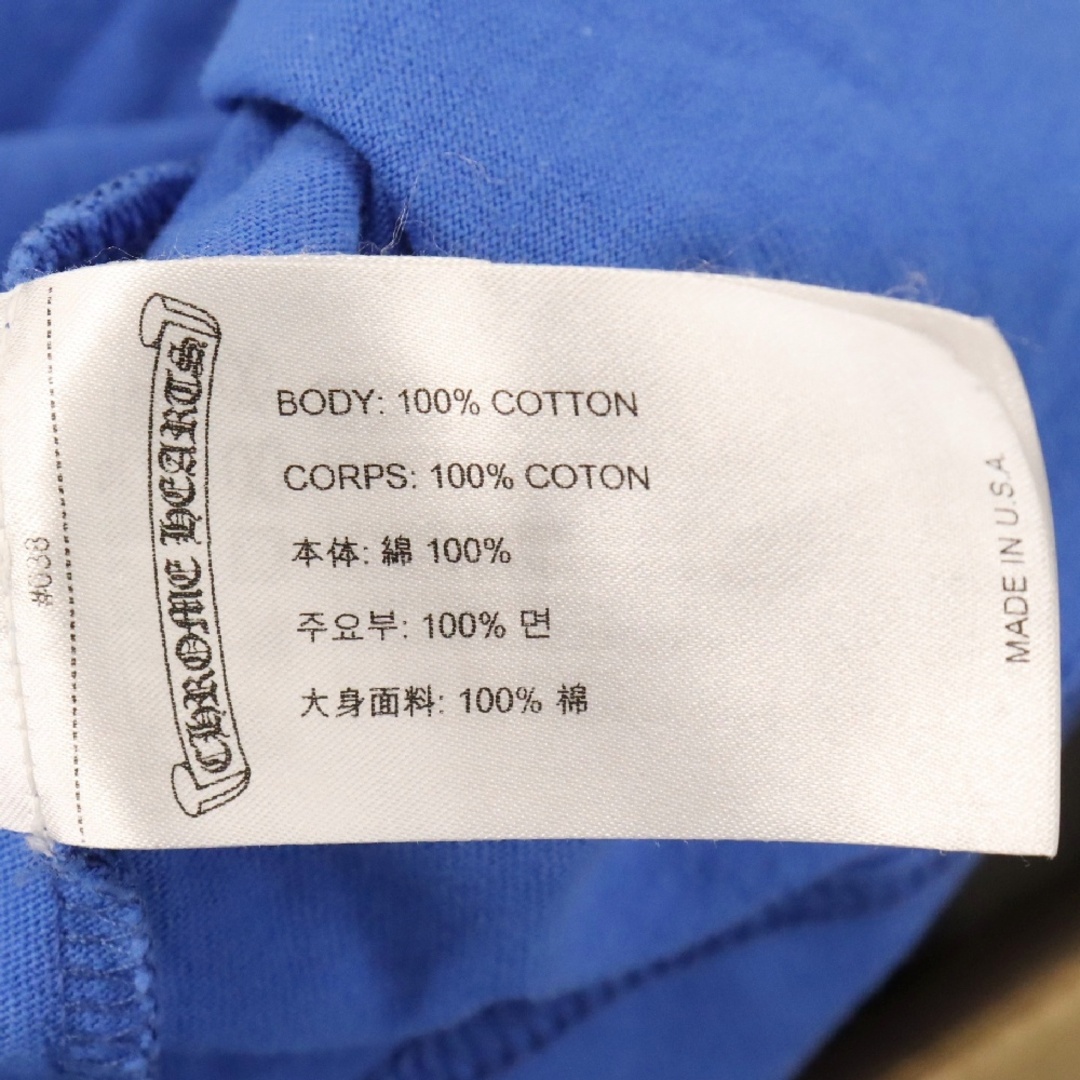 #038
CHROME HEARTS
BODY: 100% COTTON
CORPS: 100% COTON
本体: 綿 100%
주요부: 100% 면
大身面料: 100% 棉
MADE IN U.S.A